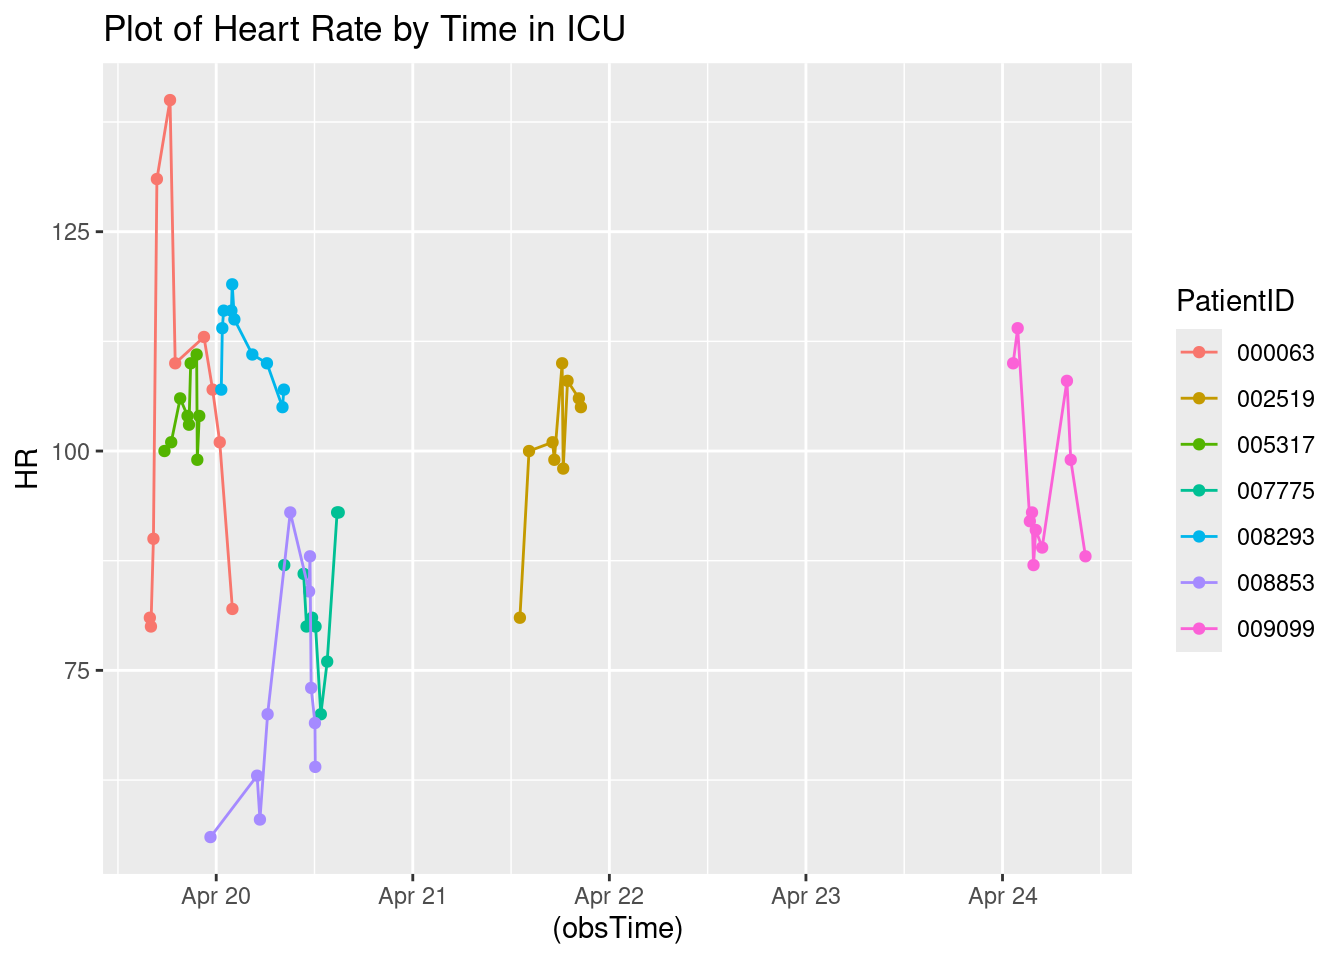 Plot of Heart Rate by Time in ICU
HR
125
100
75
Apr 20
Apr 21
Apr 22
Apr 23
Apr 24
(obsTime)
PatientID
000063
002519
005317
007775
008293
008853
009099